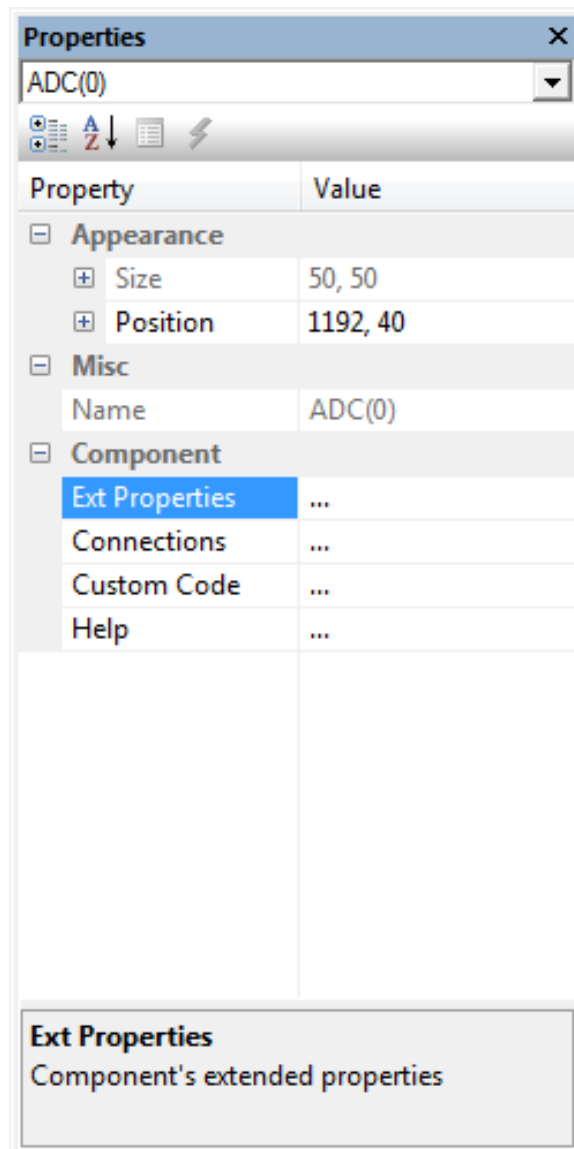 Properties
ADC(0)
Property Value
Appearance
Size 50, 50
Position 1192, 40
Misc
Name ADC(0)
Component
Ext Properties ...
Connections ...
Custom Code ...
Help ...
Ext Properties
Component's extended properties